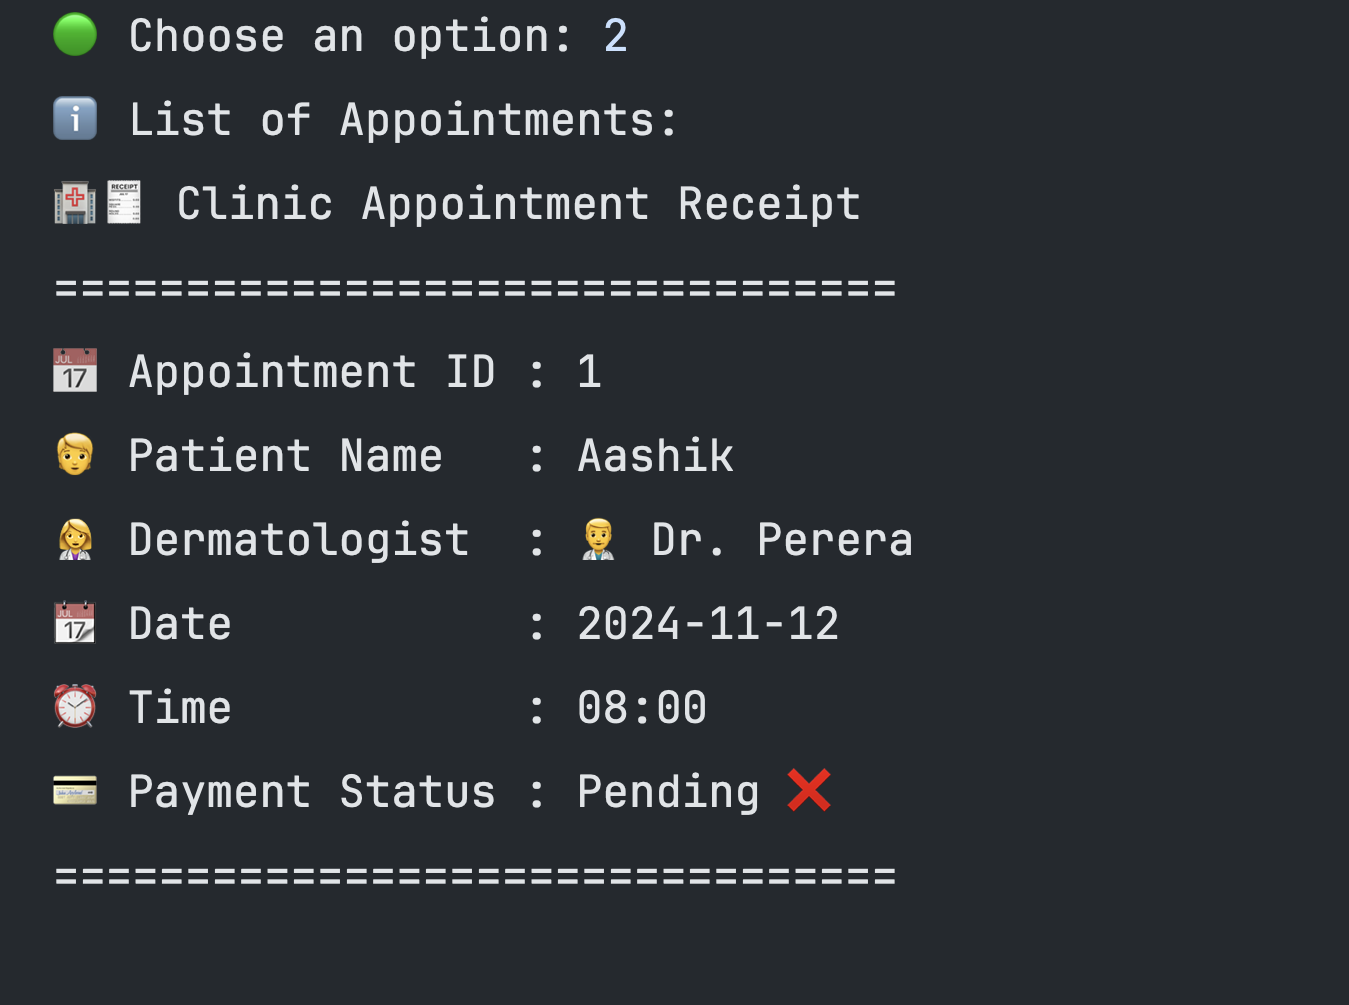 🟢 Choose an option: 2
ℹ️ List of Appointments:
🏥🧾 Clinic Appointment Receipt
================================
📅 Appointment ID : 1
🧑 Patient Name   : Aashik
👩‍⚕️ Dermatologist  : 👨‍⚕️ Dr. Perera
📆 Date           : 2024-11-12
⏰ Time           : 08:00
💳 Payment Status : Pending ❌
================================